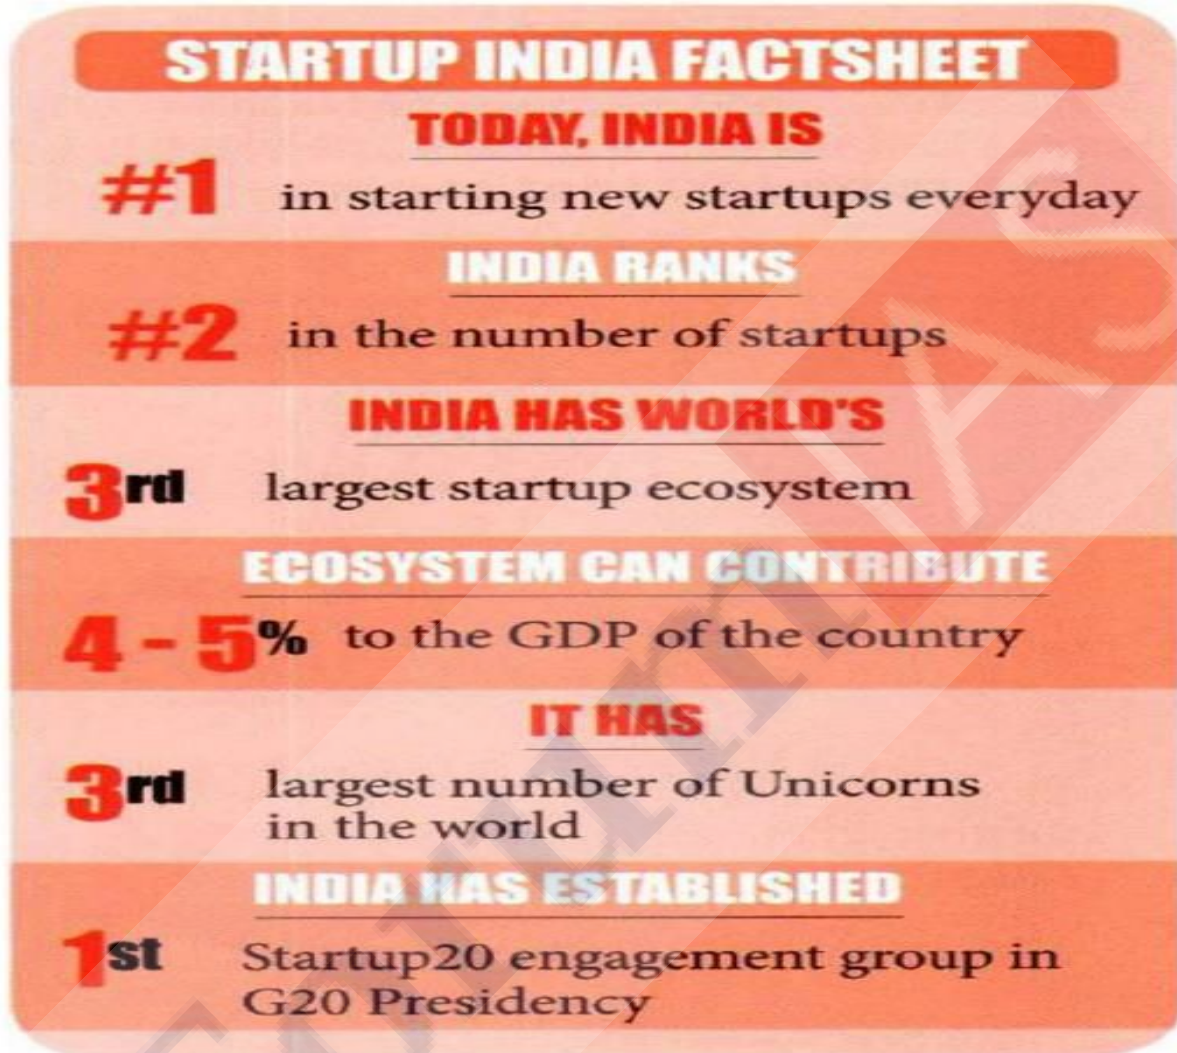 STARTUP INDIA FACTSHEET
TODAY, INDIA IS
#1 in starting new startups everyday
INDIA RANKS
#2 in the number of startups
INDIA HAS WORLD'S
3rd largest startup ecosystem
ECOSYSTEM CAN CONTRIBUTE
4 - 5% to the GDP of the country
IT HAS
3rd largest number of Unicorns
in the world
INDIA HAS ESTABLISHED
1st Startup20 engagement group in
G20 Presidency
Forum IAS